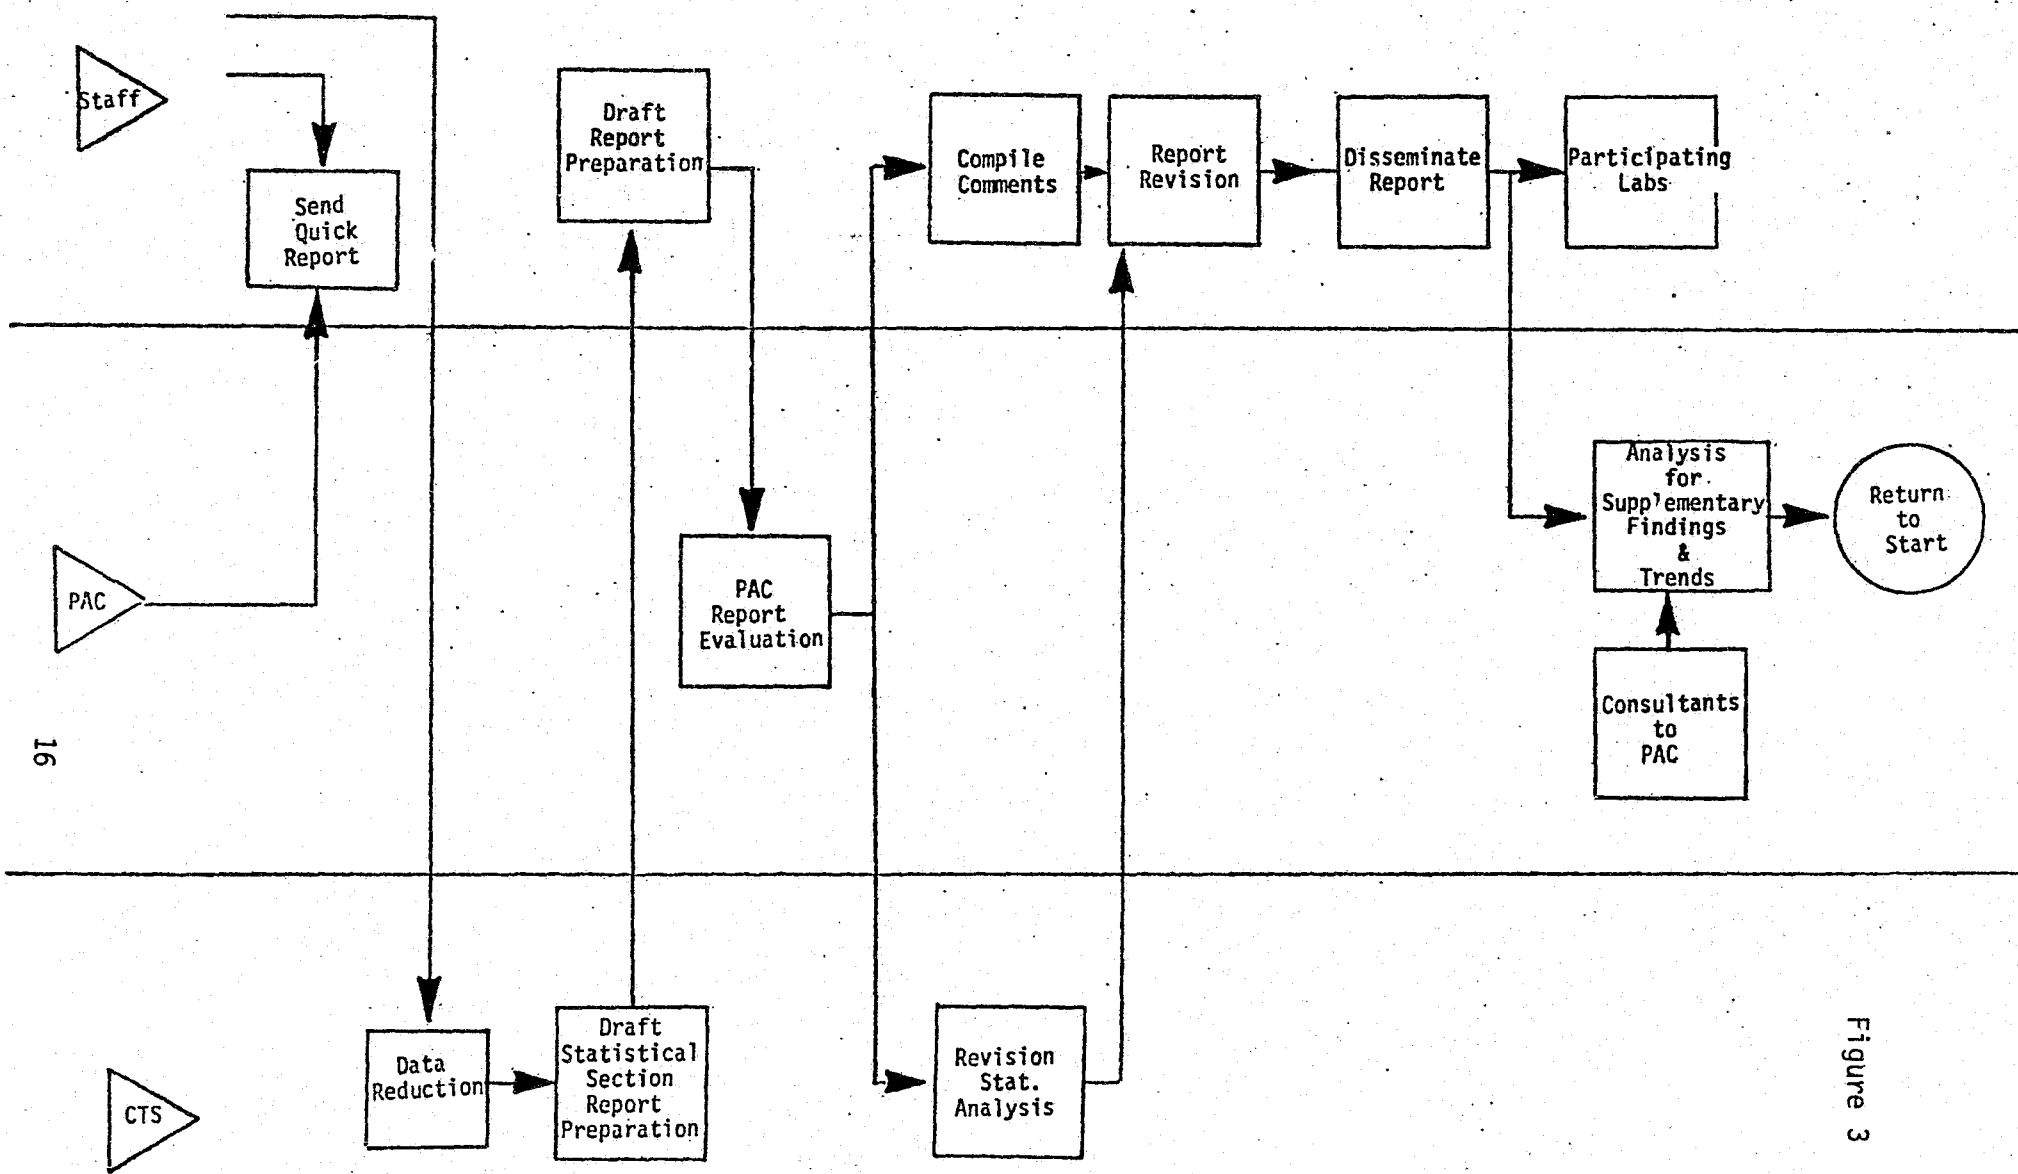 Staff
Send
Quick
Report
Draft
Report
Preparation
Compile
Comments
Report
Revision
Disseminate
Report
Participating
Labs
PAC
PAC
Report
Evaluation
Analysis
for.
Supp'ementary
Findings
&
Trends
Return
to
Start
Consultants
to
PAC
16
CTS
Data
Reduction
Draft
Statistical
Section
Report
Preparation
Revision
Stat.
Analysis
Figure 3